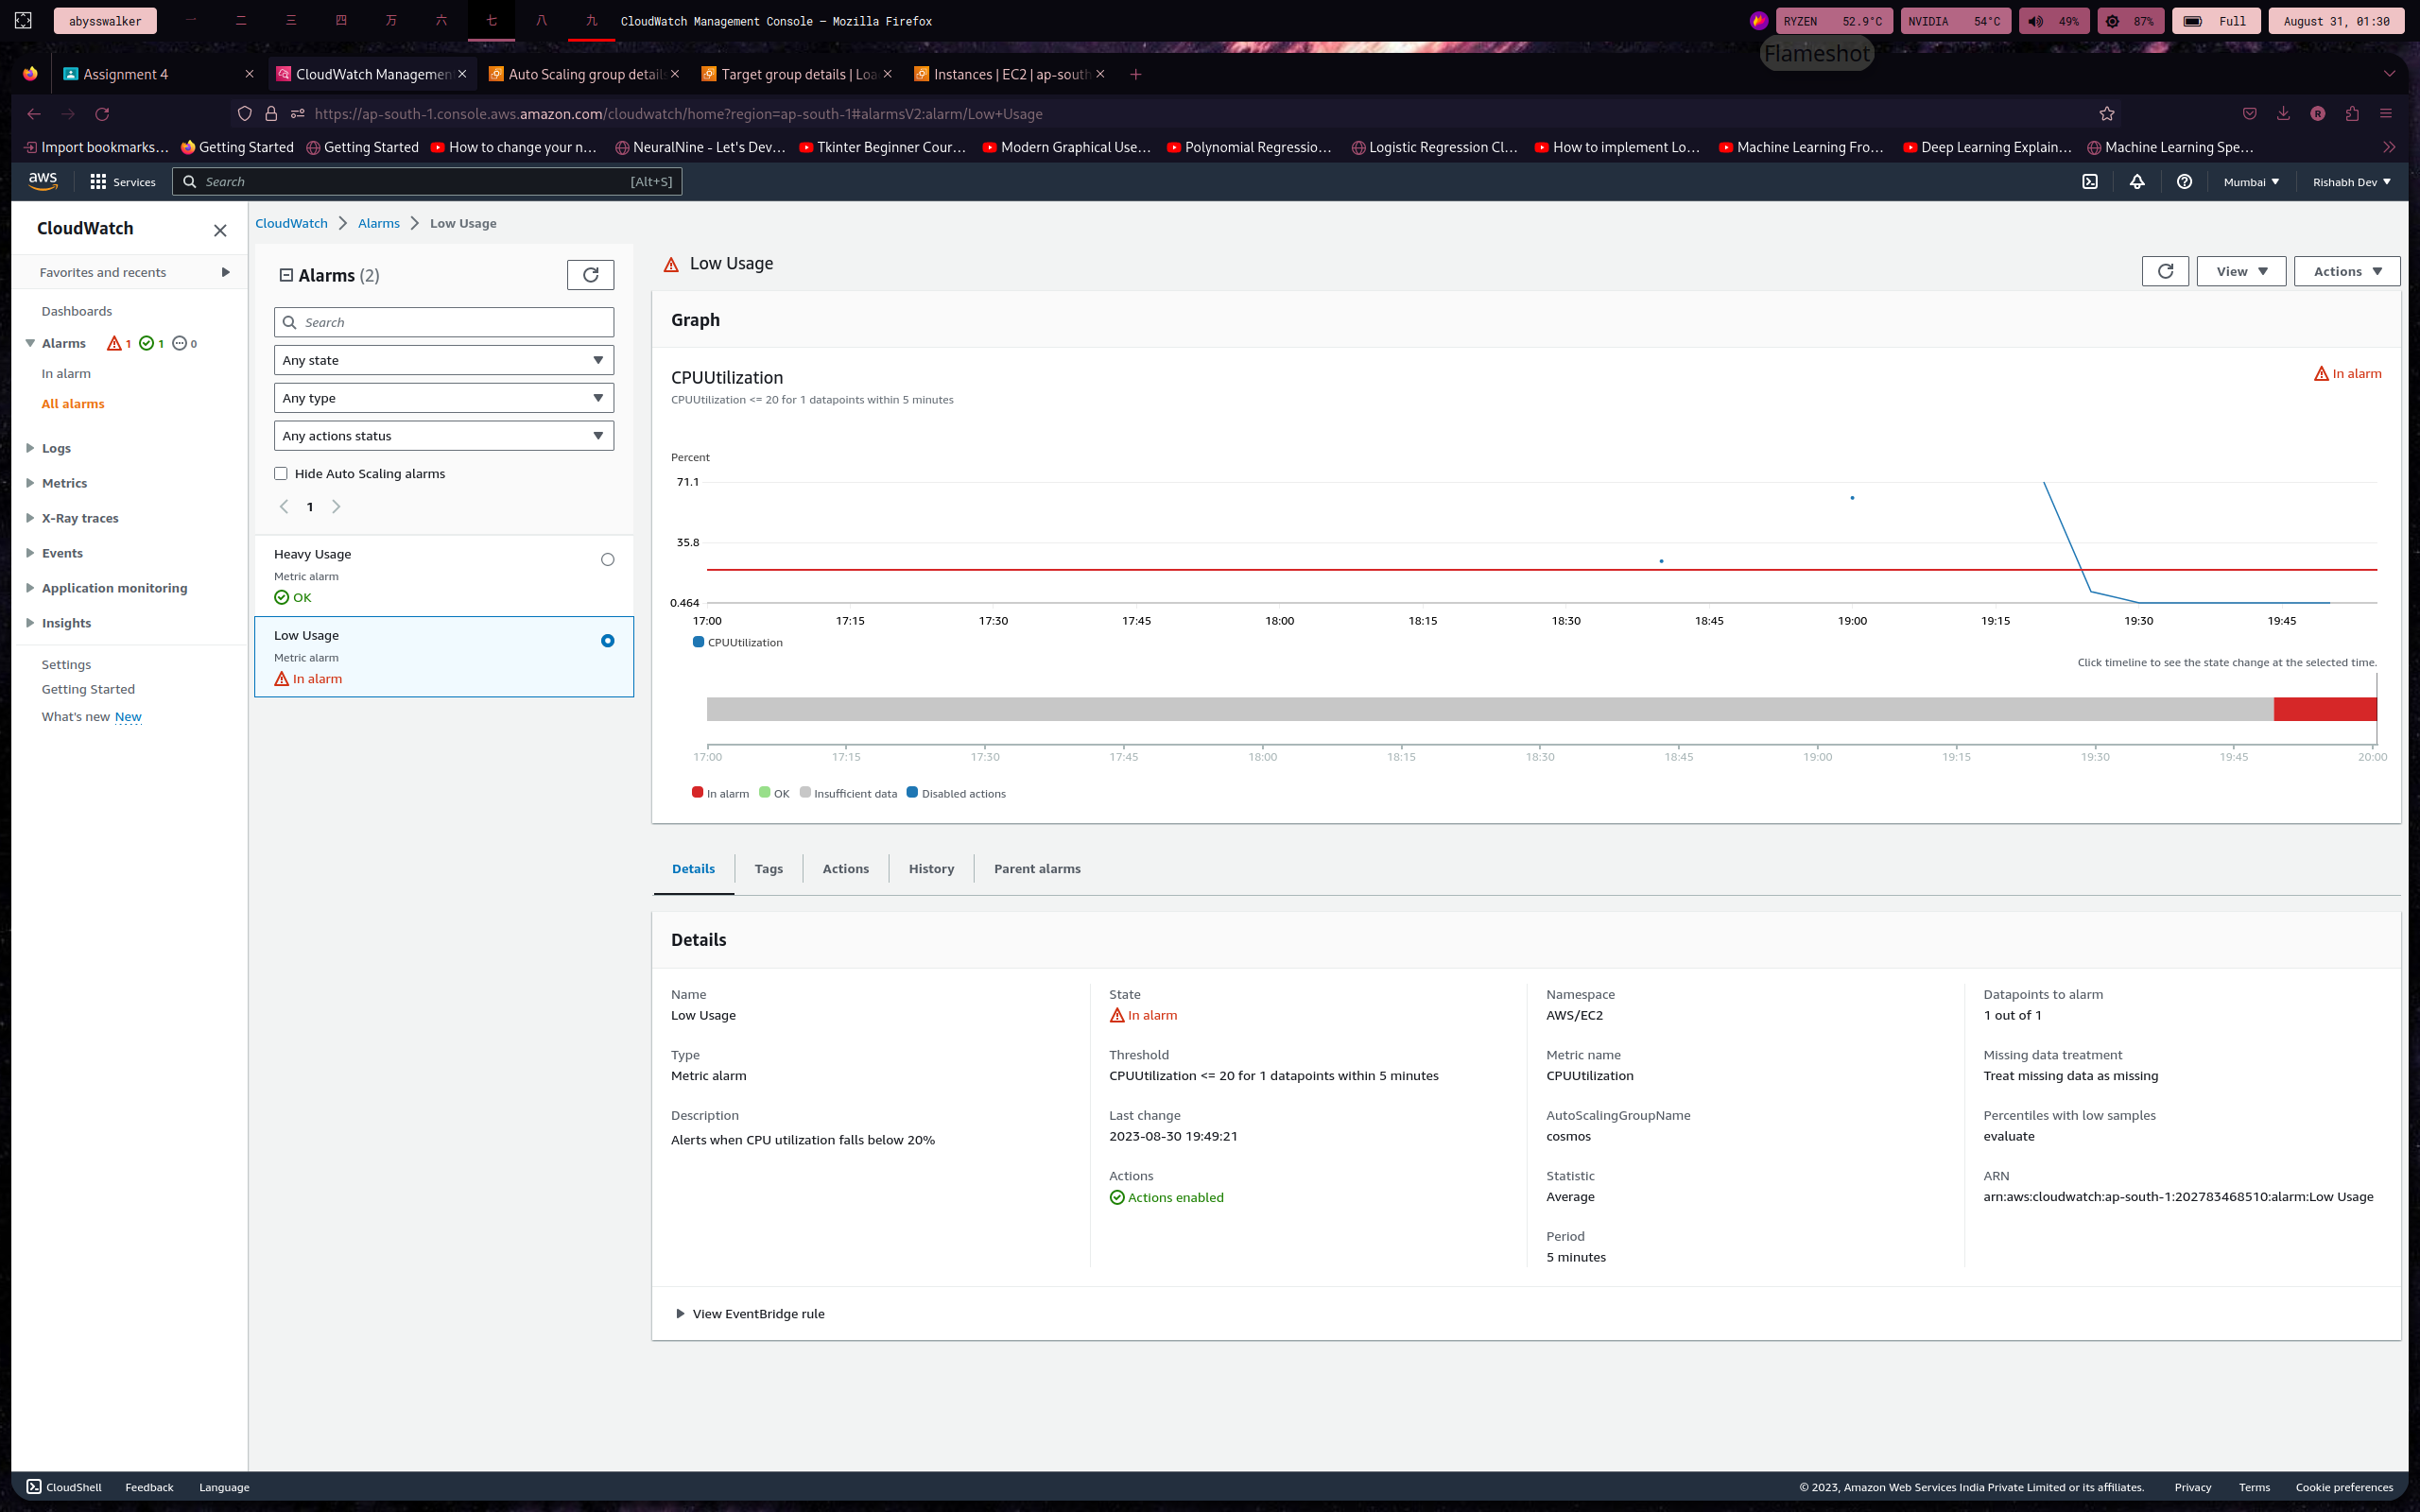 abysswalker 一 二 三 四 万 六 七 八 九 CloudWatch Management Console — Mozilla Firefox RYZEN 52.9°C NVIDIA 54°C 49% 87% Full August 31, 01:30
Flameshot
Assignment 4 CloudWatch Managemen Auto Scaling group detail Target group details | Loa Instances | EC2 | ap-south
https://ap-south-1.console.aws.amazon.com/cloudwatch/home?region=ap-south-1#alarmsV2:alarm/Low+Usage
Import bookmarks... Getting Started Getting Started How to change your n... NeuralNine - Let's Dev... Tkinter Beginner Cour... Modern Graphical Use... Polynomial Regressio... Logistic Regression Cl... How to implement Lo... Machine Learning Fro... Deep Learning Explain... Machine Learning Spe...
aws Services Search [Alt+S] Mumbai Rishabh Dev
CloudWatch
Favorites and recents
Dashboards
Alarms 1 1 0
In alarm
All alarms
Logs
Metrics
X-Ray traces
Events
Application monitoring
Insights
Settings
Getting Started
What's new New
CloudWatch > Alarms > Low Usage
Alarms (2)
Search
Any state
Any type
Any actions status
Hide Auto Scaling alarms
1
Heavy Usage
Metric alarm
OK
Low Usage
Metric alarm
In alarm
Low Usage View Actions
Graph
CPUUtilization In alarm
CPUUtilization <= 20 for 1 datapoints within 5 minutes
Percent
71.1
35.8
0.464
17:00 17:15 17:30 17:45 18:00 18:15 18:30 18:45 19:00 19:15 19:30 19:45
CPUUtilization
Click timeline to see the state change at the selected time.
17:00 17:15 17:30 17:45 18:00 18:15 18:30 18:45 19:00 19:15 19:30 19:45 20:00
In alarm OK Insufficient data Disabled actions
Details Tags Actions History Parent alarms
Details
Name
Low Usage
Type
Metric alarm
Description
Alerts when CPU utilization falls below 20%
State
In alarm
Threshold
CPUUtilization <= 20 for 1 datapoints within 5 minutes
Last change
2023-08-30 19:49:21
Actions
Actions enabled
Namespace
AWS/EC2
Metric name
CPUUtilization
AutoScalingGroupName
cosmos
Statistic
Average
Period
5 minutes
Datapoints to alarm
1 out of 1
Missing data treatment
Treat missing data as missing
Percentiles with low samples
evaluate
ARN
arn:aws:cloudwatch:ap-south-1:202783468510:alarm:Low Usage
View EventBridge rule
CloudShell Feedback Language © 2023, Amazon Web Services India Private Limited or its affiliates. Privacy Terms Cookie preferences